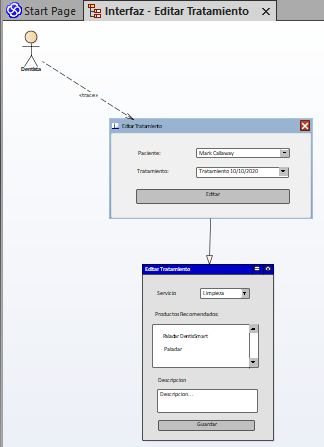 Start Page
Interfaz - Editar Tratamiento
Dentista
«trace»
Editar Tratamiento
Paciente:
Mark Callaway
Tratamiento:
Tratamiento 10/10/2020
Editar
Editar Tratamiento
Servicio
Limpieza
Productos Recomendados:
Paladar DentioSmart
Paladar
Descripcion
Descripcion...
Guardar